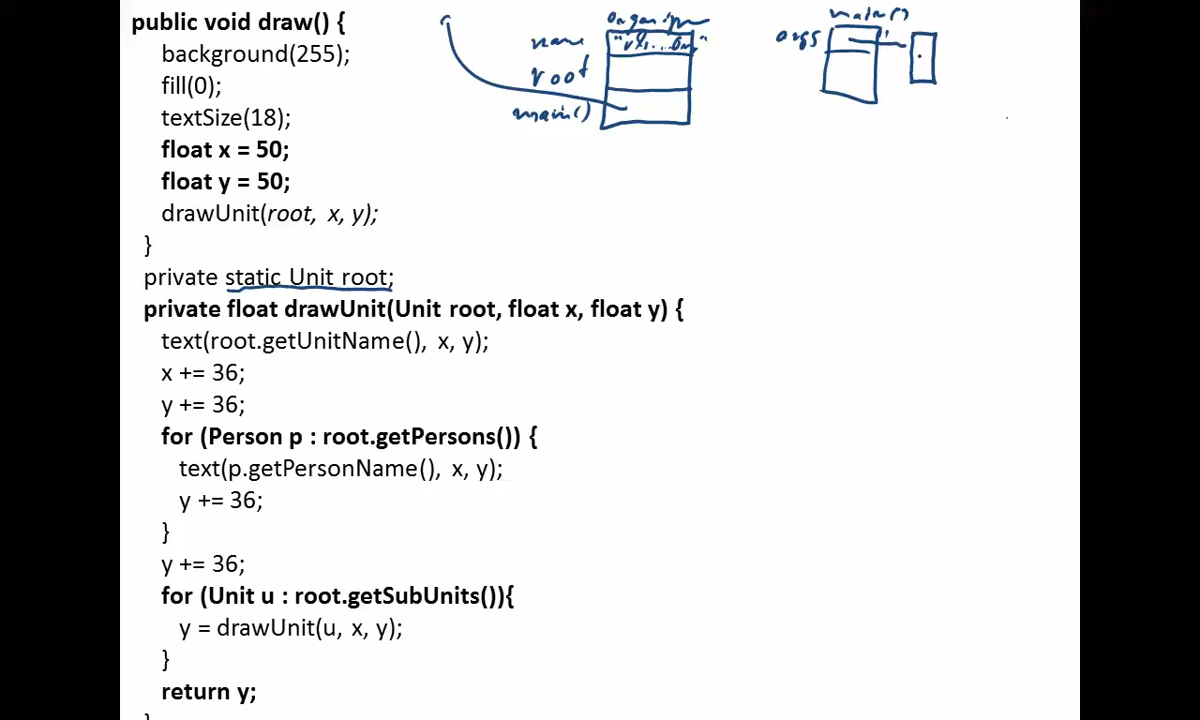 public void draw() {
background(255);
fill(0);
textSize(18);
float x = 50;
float y = 50;
drawUnit(root, x, y);
}
private static Unit root;
private float drawUnit(Unit root, float x, float y) {
text(root.getUnitName(), x, y);
x += 36;
y += 36;
for (Person p : root.getPersons()) {
text(p.getPersonName(), x, y);
y += 36;
}
y += 36;
for (Unit u : root.getSubUnits()){
y = drawUnit(u, x, y);
}
return y;
}
name
root
main()
main()
args